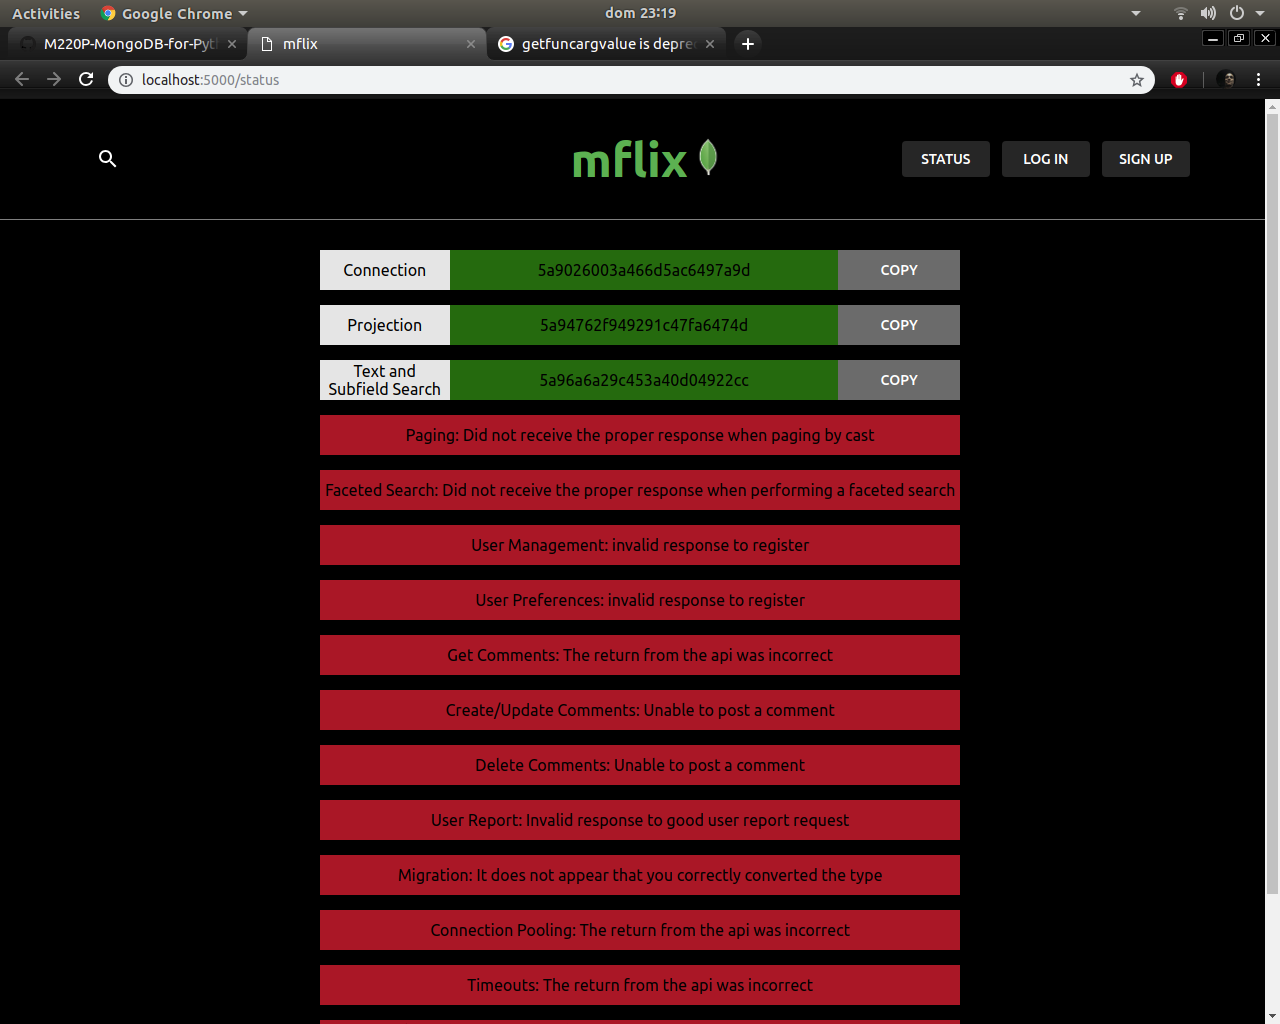 Activities
Google Chrome
dom 23:19
M220P-MongoDB-for-Pyt
mflix
getfuncargvalue is depre
localhost:5000/status
mflix
STATUS
LOG IN
SIGN UP
Connection
5a9026003a466d5ac6497a9d
COPY
Projection
5a94762f949291c47fa6474d
COPY
Text and
Subfield Search
5a96a6a29c453a40d04922cc
COPY
Paging: Did not receive the proper response when paging by cast
Faceted Search: Did not receive the proper response when performing a faceted search
User Management: invalid response to register
User Preferences: invalid response to register
Get Comments: The return from the api was incorrect
Create/Update Comments: Unable to post a comment
Delete Comments: Unable to post a comment
User Report: Invalid response to good user report request
Migration: It does not appear that you correctly converted the type
Connection Pooling: The return from the api was incorrect
Timeouts: The return from the api was incorrect